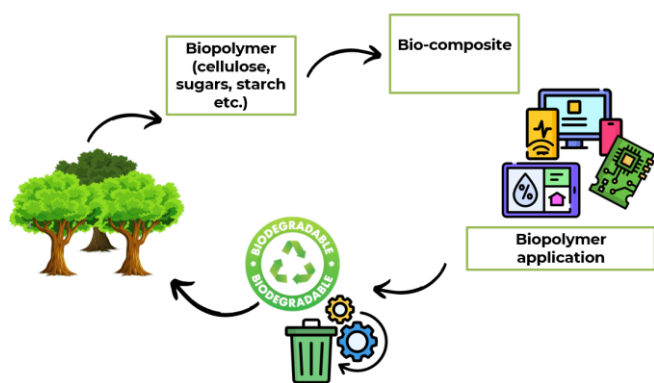 Biopolymer
(cellulose,
sugars, starch
etc.)
Bio-composite
%
Biopolymer
application
BIODEGRADABLE
BIODEGRADABLE